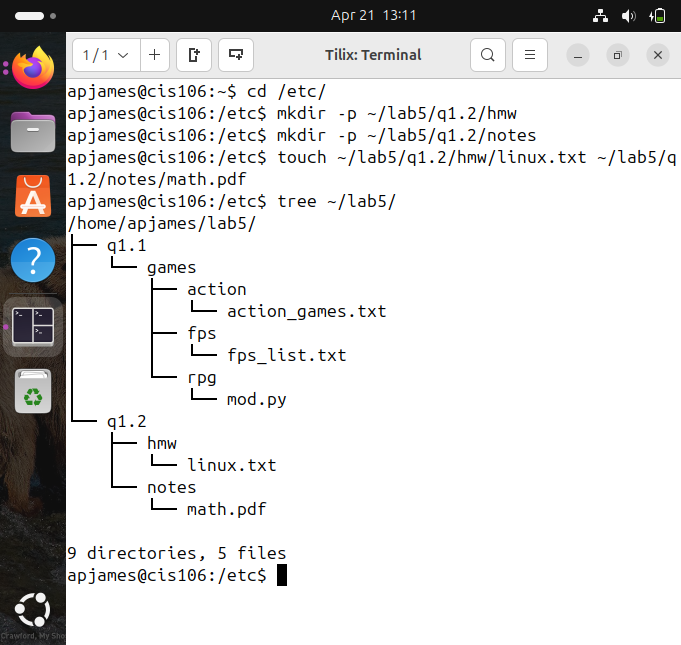 Apr 21 13:11
1 / 1
Tilix: Terminal
apjames@cis106:~$ cd /etc/
apjames@cis106:/etc$ mkdir -p ~/lab5/q1.2/hmw
apjames@cis106:/etc$ mkdir -p ~/lab5/q1.2/notes
apjames@cis106:/etc$ touch ~/lab5/q1.2/hmw/linux.txt ~/lab5/q
1.2/notes/math.pdf
apjames@cis106:/etc$ tree ~/lab5/
/home/apjames/lab5/
├── q1.1
│   └── games
│       ├── action
│       │   └── action_games.txt
│       ├── fps
│       │   └── fps_list.txt
│       └── rpg
│           └── mod.py
└── q1.2
    ├── hmw
    │   └── linux.txt
    └── notes
        └── math.pdf

9 directories, 5 files
apjames@cis106:/etc$
Crawford, My Sho